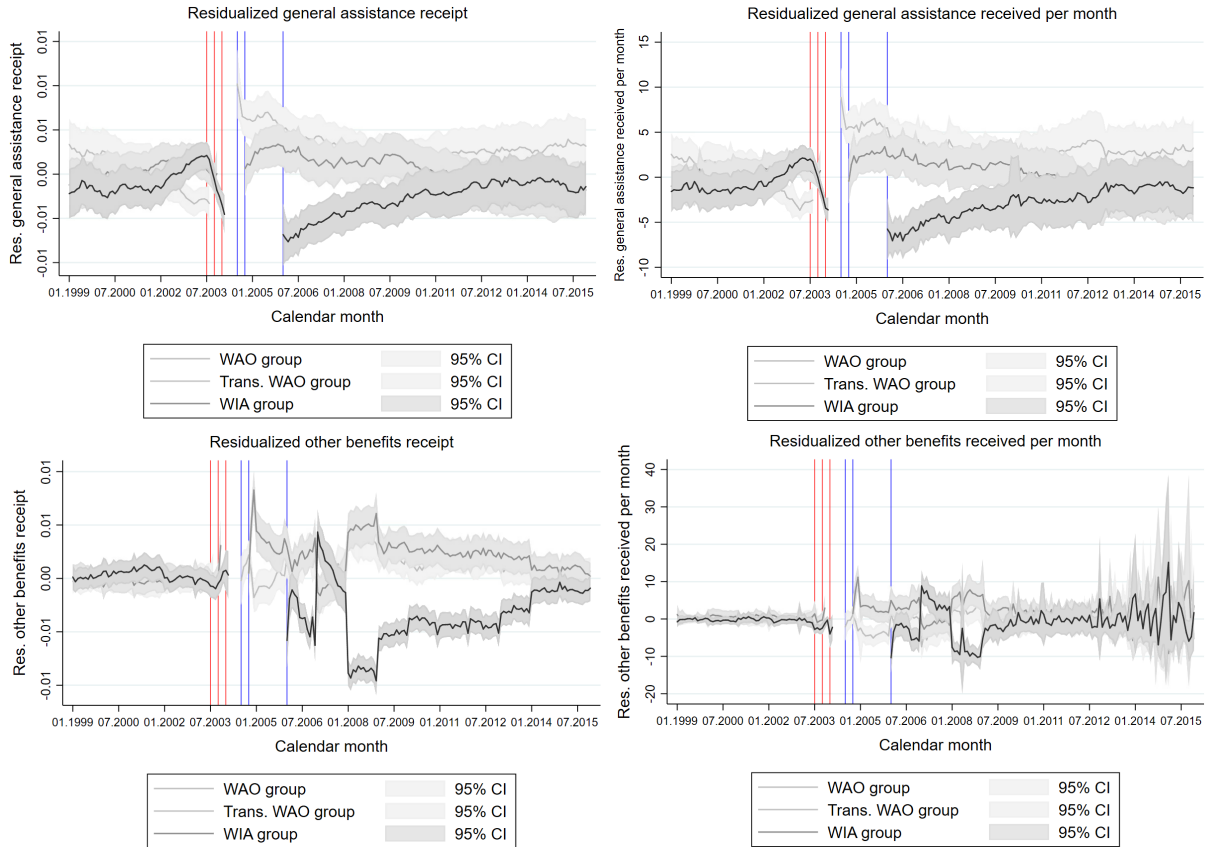 Residualized general assistance receipt
Res. general assistance receipt
0.01
0.01
0.01
0.00
-0.01
-0.01
01.1999 07.2000 01.2002 07.2003 01.2005 07.2006 01.2008 07.2009 01.2011 07.2012 01.2014 07.2015
Calendar month
WAO group 95% CI
Trans. WAO group 95% CI
WIA group 95% CI
Residualized general assistance received per month
Res. general assistance received per month
15
10
5
0
-5
-10
01.1999 07.2000 01.2002 07.2003 01.2005 07.2006 01.2008 07.2009 01.2011 07.2012 01.2014 07.2015
Calendar month
WAO group 95% CI
Trans. WAO group 95% CI
WIA group 95% CI
Residualized other benefits receipt
Res. other benefits receipt
0.01
0.01
0.00
-0.01
-0.01
01.1999 07.2000 01.2002 07.2003 01.2005 07.2006 01.2008 07.2009 01.2011 07.2012 01.2014 07.2015
Calendar month
WAO group 95% CI
Trans. WAO group 95% CI
WIA group 95% CI
Residualized other benefits received per month
Res. other benefits received per month
40
30
20
10
0
-10
-20
01.1999 07.2000 01.2002 07.2003 01.2005 07.2006 01.2008 07.2009 01.2011 07.2012 01.2014 07.2015
Calendar month
WAO group 95% CI
Trans. WAO group 95% CI
WIA group 95% CI